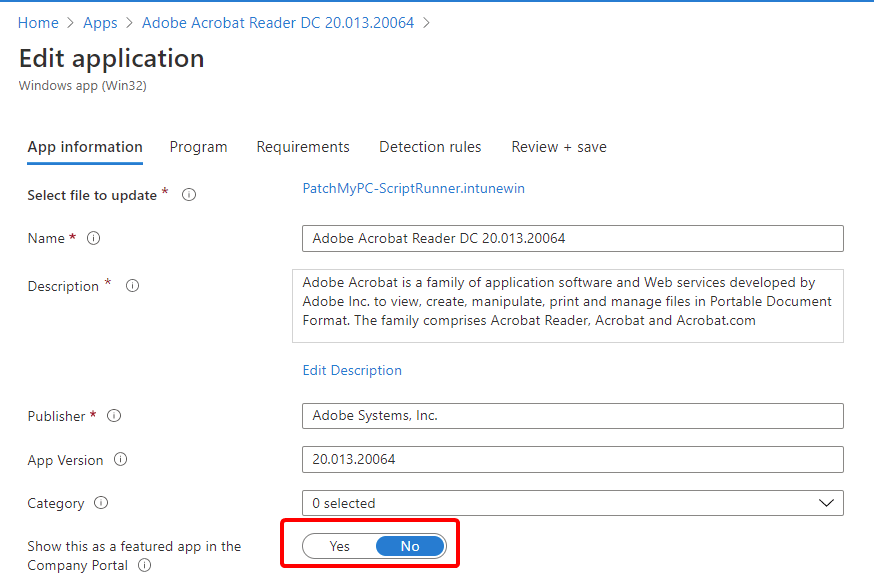 Home > Apps > Adobe Acrobat Reader DC 20.013.20064 >
Edit application
Windows app (Win32)
App information Program Requirements Detection rules Review + save
Select file to update * PatchMyPC-ScriptRunner.intunewin
Name * Adobe Acrobat Reader DC 20.013.20064
Description * Adobe Acrobat is a family of application software and Web services developed by
Adobe Inc. to view, create, manipulate, print and manage files in Portable Document
Format. The family comprises Acrobat Reader, Acrobat and Acrobat.com
Edit Description
Publisher * Adobe Systems, Inc.
App Version 20.013.20064
Category 0 selected
Show this as a featured app in the Yes No
Company Portal